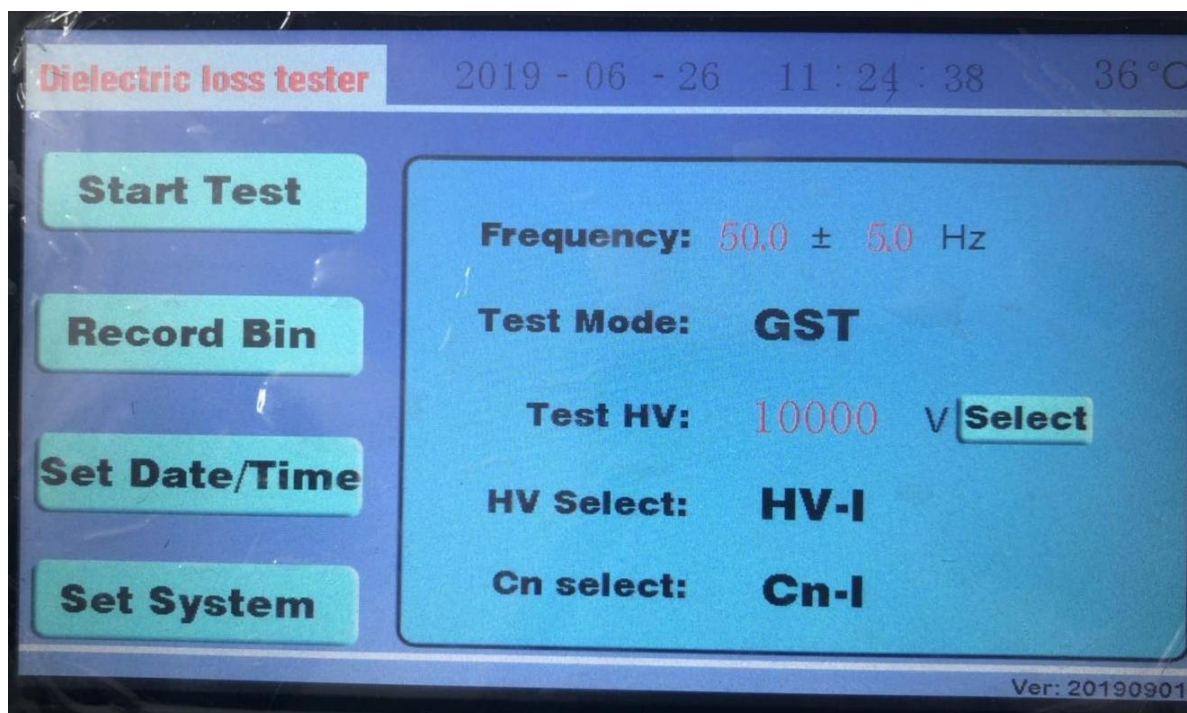 Dielectric loss tester 2019 - 06 - 26 11 : 24 : 38 36 °C
Start Test
Record Bin
Set Date/Time
Set System
Frequency: 50.0 ± 5.0 Hz
Test Mode: GST
Test HV: 10000 V Select
HV Select: HV-I
Cn select: Cn-I
Ver: 20190901